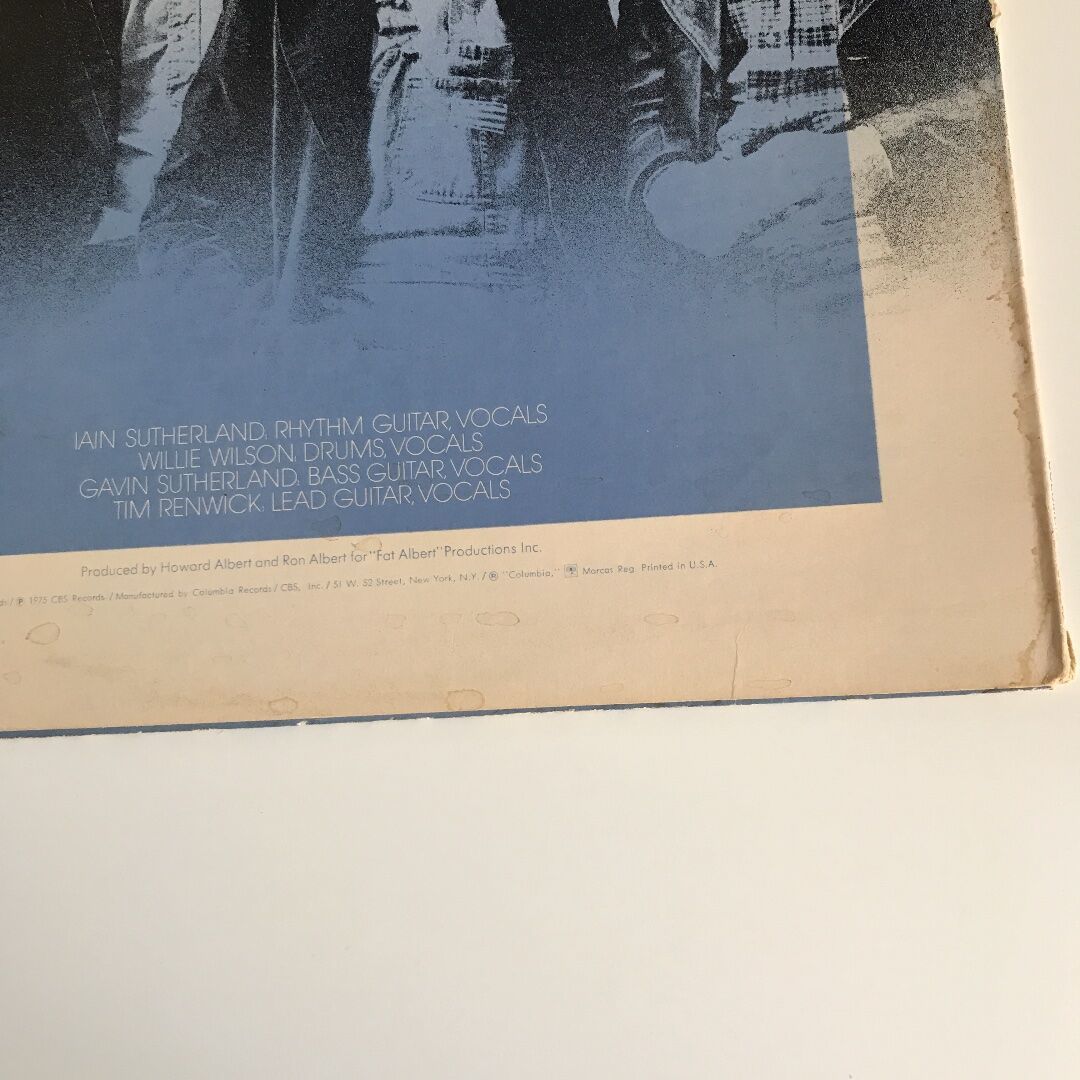 IAIN SUTHERLAND: RHYTHM GUITAR, VOCALS
WILLIE WILSON: DRUMS, VOCALS
GAVIN SUTHERLAND: BASS GUITAR, VOCALS
TIM RENWICK: LEAD GUITAR, VOCALS
Produced by Howard Albert and Ron Albert for "Fat Albert" Productions Inc.
ds / ℗ 1975 CBS Records / Manufactured by Columbia Records / CBS, Inc. / 51 W. 52 Street, New York, N.Y. / ® "Columbia," Marcas Reg. Printed in U.S.A.